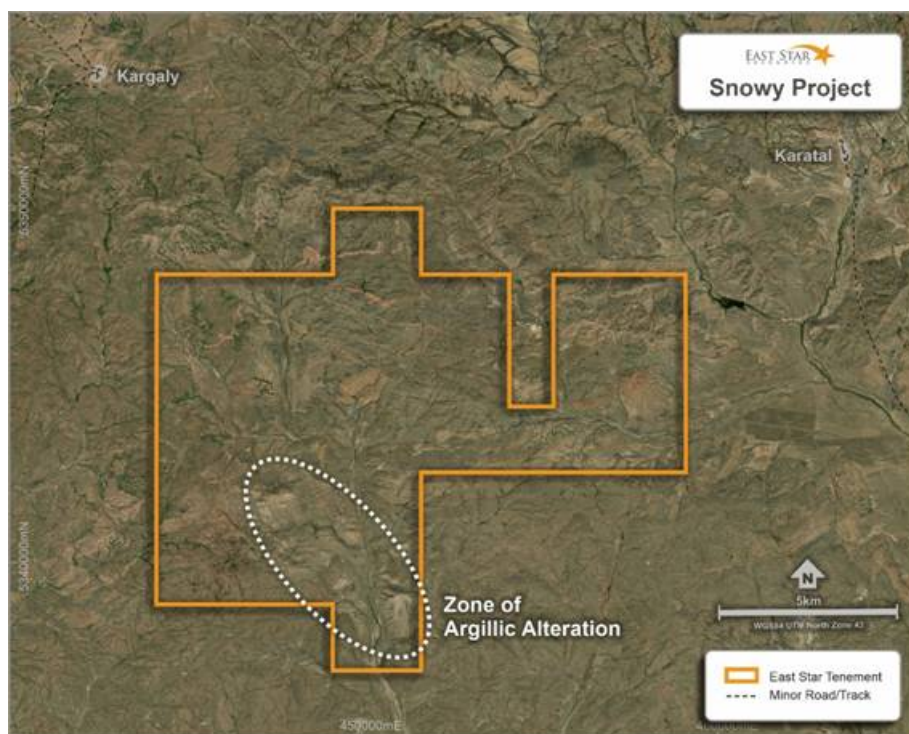 EAST STAR
RESOURCES
Snowy Project
Kargaly
Karatal
5350000mN
5340000mN
Zone of
Argillic Alteration
N
5km
WGS84 UTM North Zone 43
East Star Tenement
Minor Road/Track
450000mE